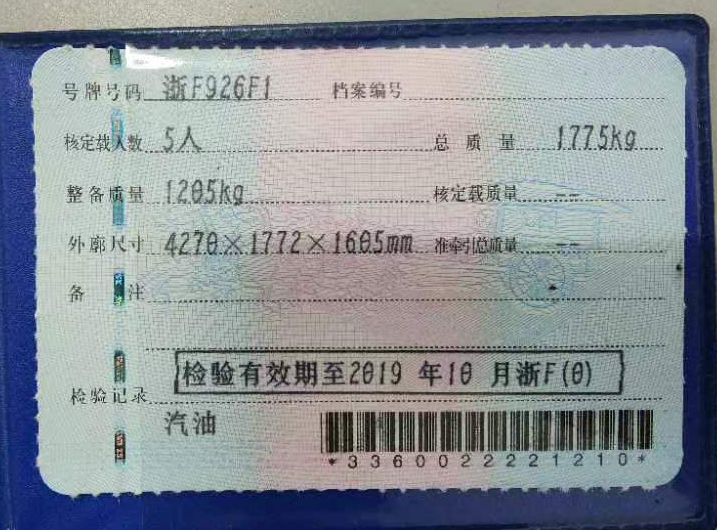 号牌号码 浙F926F1 档案编号
核定载人数 5人 总质量 1775kg
整备质量 1205kg 核定载质量 --
外廓尺寸 4270×1772×1605mm 准牵引总质量 --
备注
检验有效期至2019年10月浙F(0)
检验记录
汽油
*3360022221210*